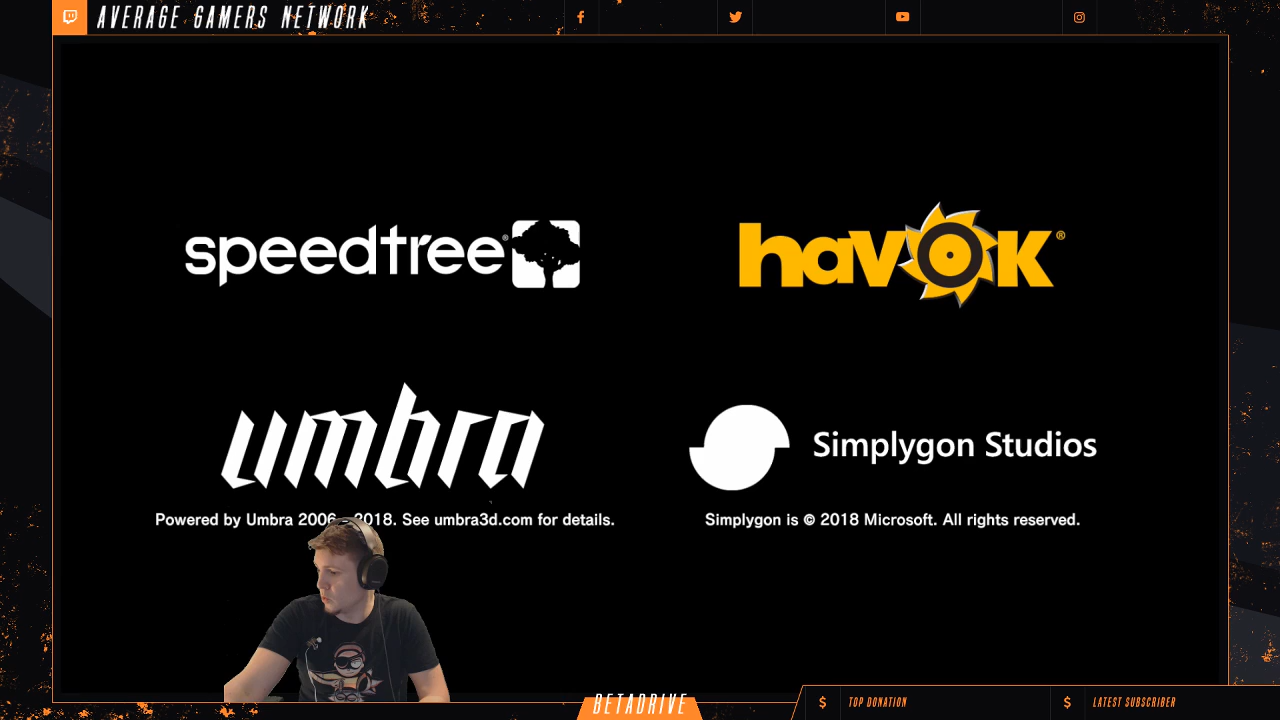 AVERAGE GAMERS NETWORK
speedtree®
havok®
umbra
Simplygon Studios
Powered by Umbra 2006 - 2018. See umbra3d.com for details.
Simplygon is © 2018 Microsoft. All rights reserved.
BETADRIVE
$ TOP DONATION
$ LATEST SUBSCRIBER